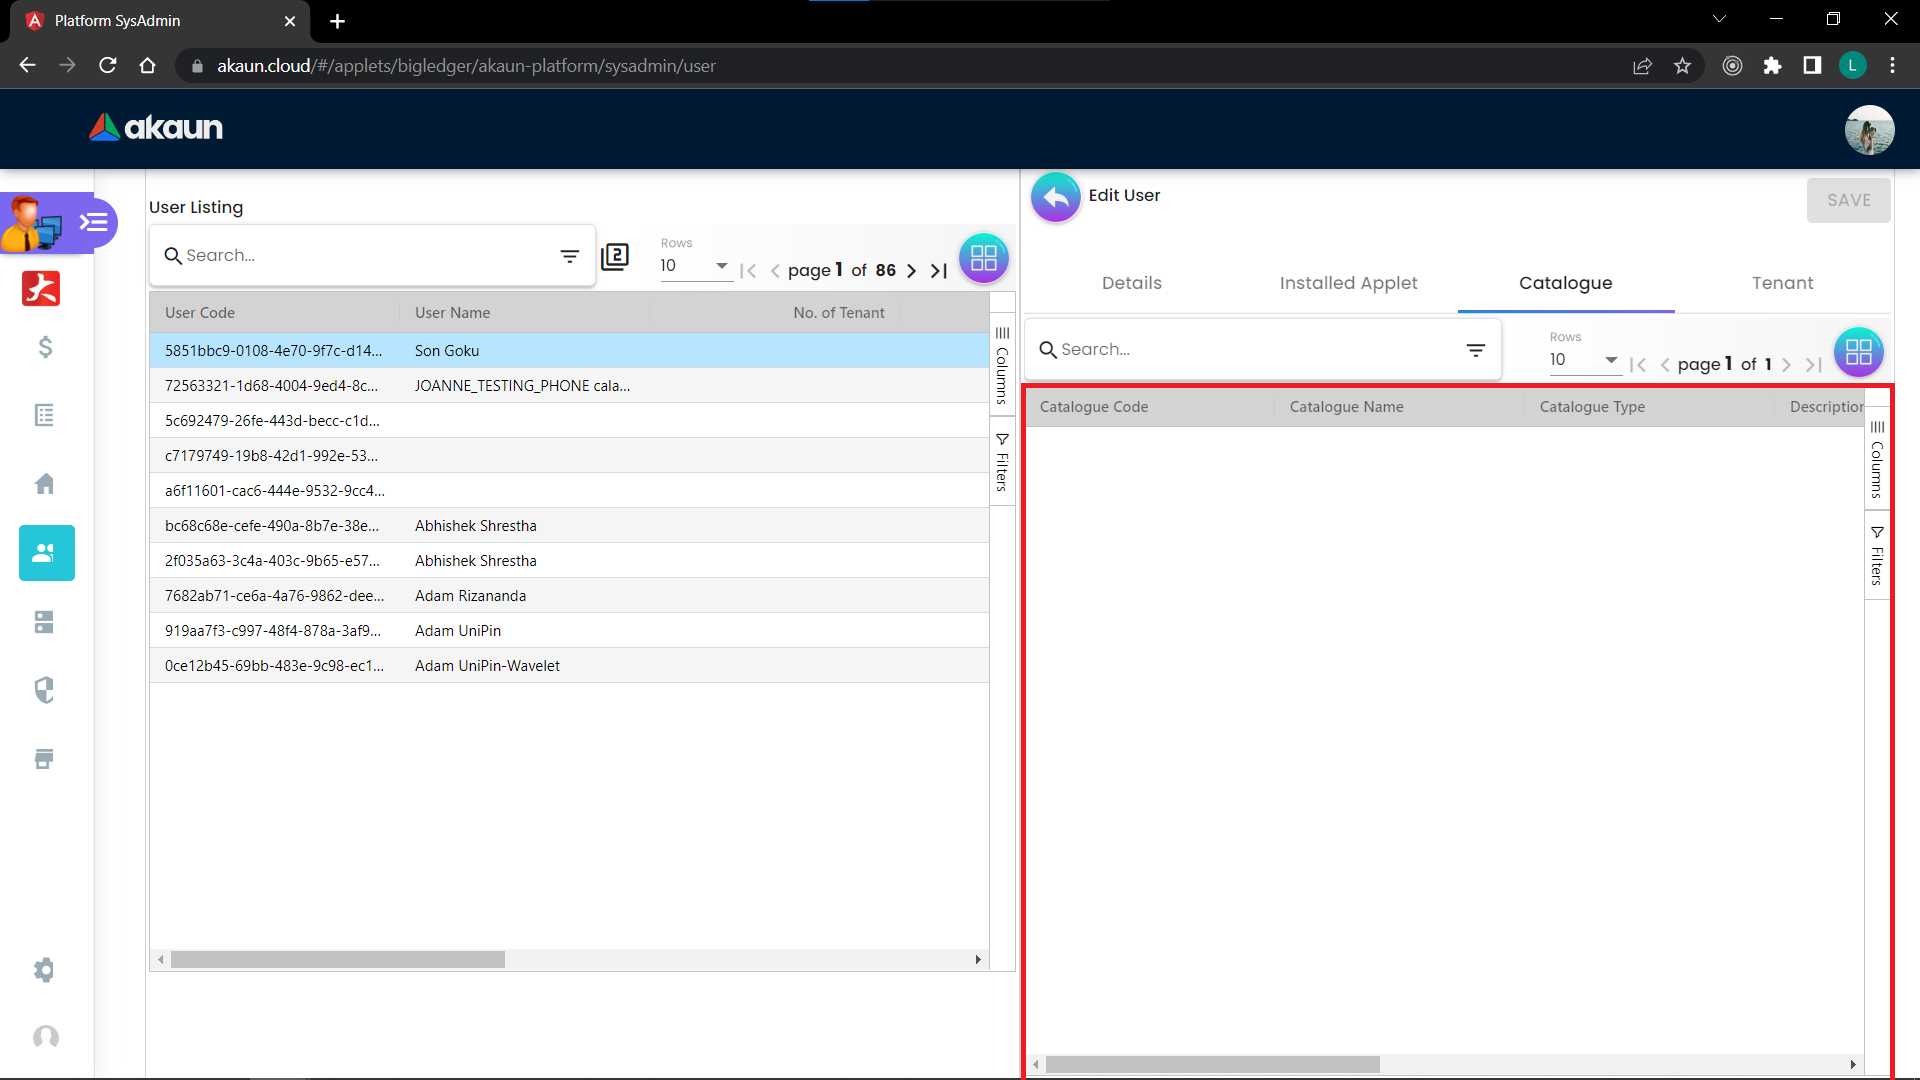 Platform SysAdmin
akaun.cloud/#/applets/bigledger/akaun-platform/sysadmin/user
L
akaun
User Listing
Search...
2
Rows
10
page 1 of 86
User Code User Name No. of Tenant
5851bbc9-0108-4e70-9f7c-d14... Son Goku
72563321-1d68-4004-9ed4-8c... JOANNE_TESTING_PHONE cala...
5c692479-26fe-443d-becc-c1d...
c7179749-19b8-42d1-992e-53...
a6f11601-cac6-444e-9532-9cc4...
bc68c68e-cefe-490a-8b7e-38e... Abhishek Shrestha
2f035a63-3c4a-403c-9b65-e57... Abhishek Shrestha
7682ab71-ce6a-4a76-9862-dee... Adam Rizananda
919aa7f3-c997-48f4-878a-3af9... Adam UniPin
0ce12b45-69bb-483e-9c98-ec1... Adam UniPin-Wavelet
Columns
Filters
Edit User
SAVE
Details Installed Applet Catalogue Tenant
Search...
Rows
10
page 1 of 1
Catalogue Code Catalogue Name Catalogue Type Description
Columns
Filters